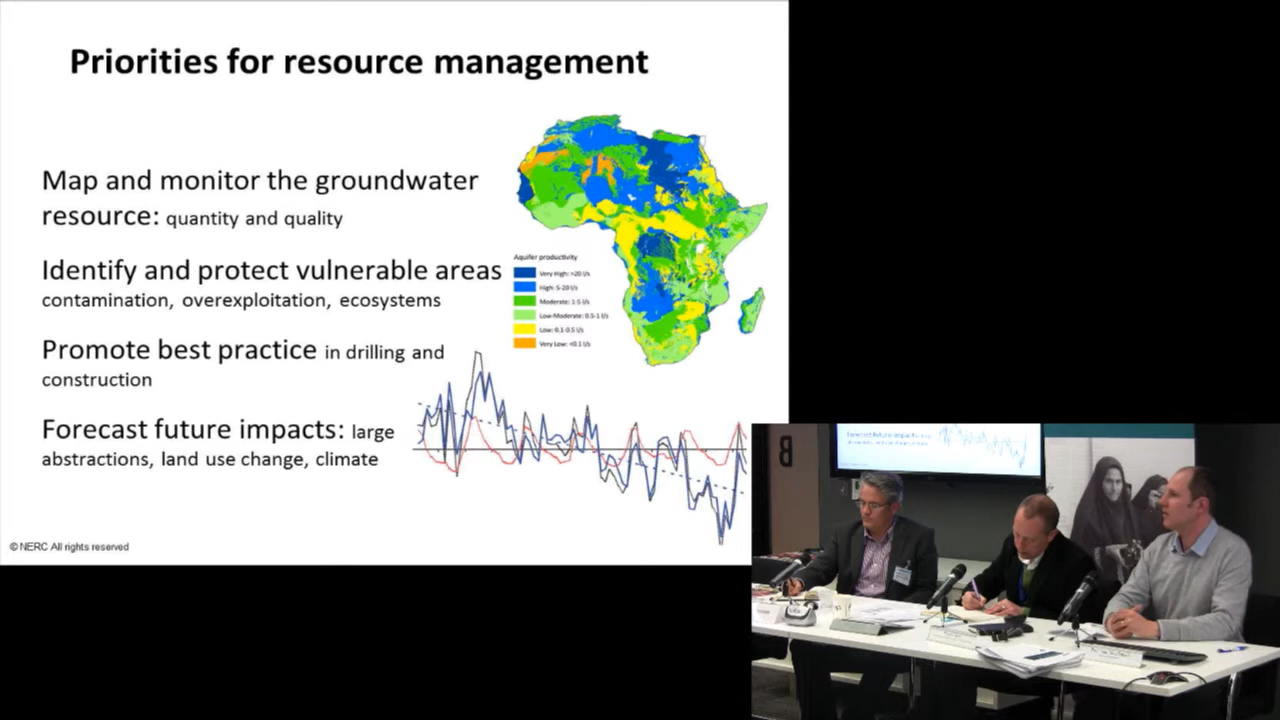 Priorities for resource management
Map and monitor the groundwater
resource: quantity and quality
Identify and protect vulnerable areas
contamination, overexploitation, ecosystems
Promote best practice in drilling and
construction
Forecast future impacts: large
abstractions, land use change, climate
Aquifer productivity
Very High: >20 l/s
High: 5-20 l/s
Moderate: 1-5 l/s
Low-Moderate: 0.5-1 l/s
Low: 0.1-0.5 l/s
Very Low: <0.1 l/s
© NERC All rights reserved
B
Forecast future impacts: